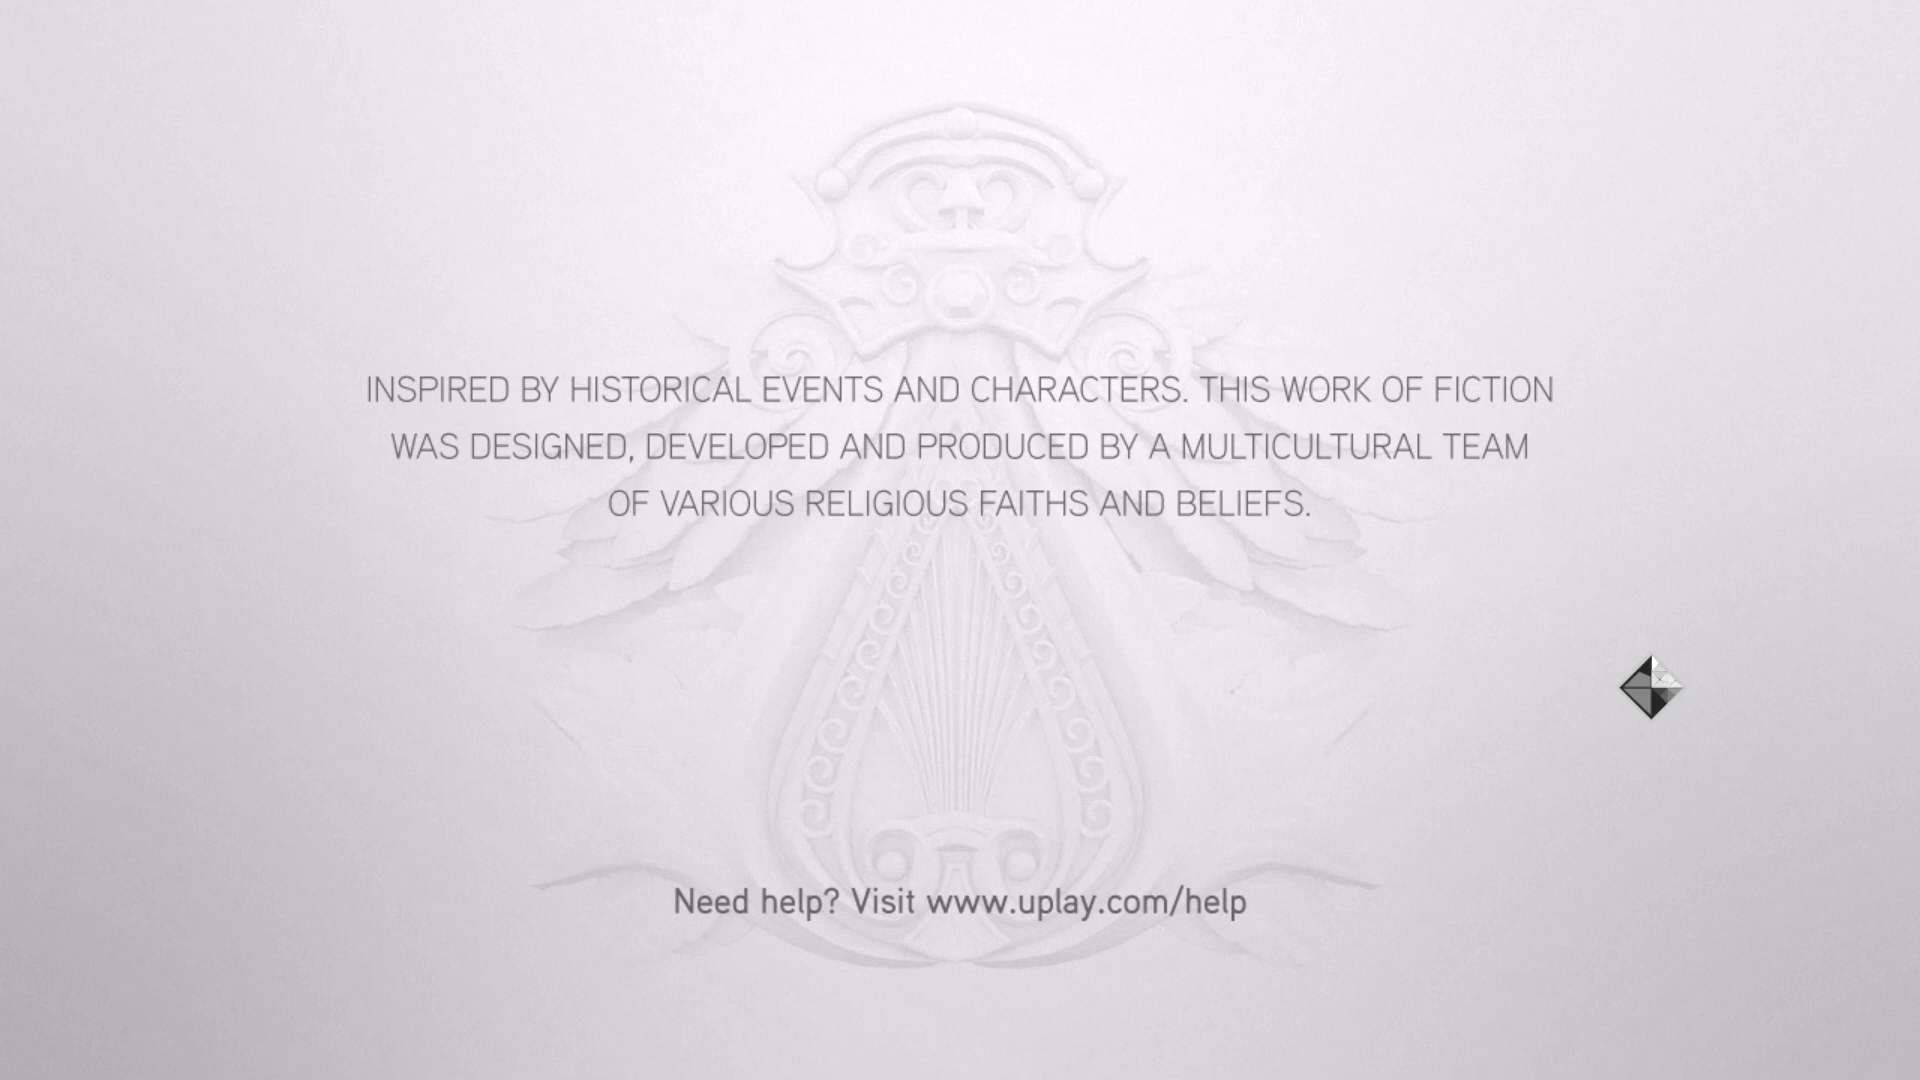 INSPIRED BY HISTORICAL EVENTS AND CHARACTERS. THIS WORK OF FICTION
WAS DESIGNED, DEVELOPED AND PRODUCED BY A MULTICULTURAL TEAM
OF VARIOUS RELIGIOUS FAITHS AND BELIEFS.
Need help? Visit www.uplay.com/help